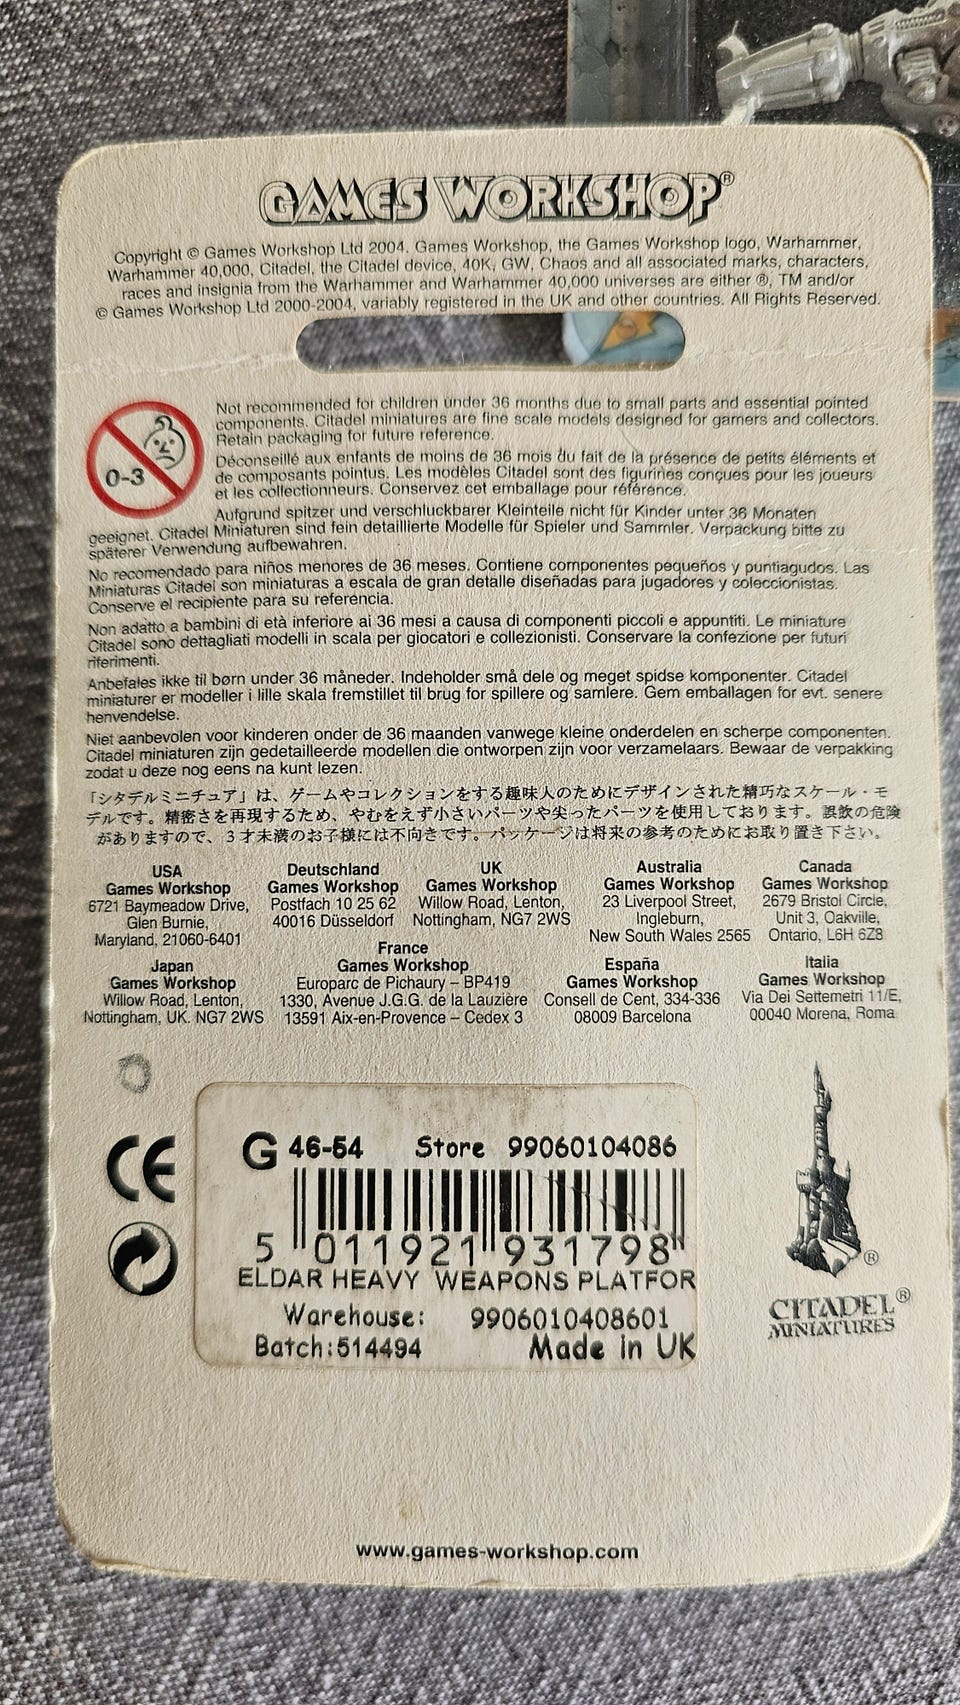 GAMES WORKSHOP®
Copyright © Games Workshop Ltd 2004. Games Workshop, the Games Workshop logo, Warhammer,
Warhammer 40,000, Citadel, the Citadel device, 40K, GW, Chaos and all associated marks, characters,
races and insignia from the Warhammer and Warhammer 40,000 universes are either ®, TM and/or
© Games Workshop Ltd 2000-2004, variably registered in the UK and other countries. All Rights Reserved.
0-3
Not recommended for children under 36 months due to small parts and essential pointed
components. Citadel miniatures are fine scale models designed for gamers and collectors.
Retain packaging for future reference.
Déconseillé aux enfants de moins de 36 mois du fait de la présence de petits éléments et
de composants pointus. Les modèles Citadel sont des figurines conçues pour les joueurs
et les collectionneurs. Conservez cet emballage pour référence.
Aufgrund spitzer und verschluckbarer Kleinteile nicht für Kinder unter 36 Monaten
geeignet. Citadel Miniaturen sind fein detaillierte Modelle für Spieler und Sammler. Verpackung bitte zu
späterer Verwendung aufbewahren.
No recomendado para niños menores de 36 meses. Contiene componentes pequeños y puntiagudos. Las
Miniaturas Citadel son miniaturas a escala de gran detalle diseñadas para jugadores y coleccionistas.
Conserve el recipiente para su referencia.
Non adatto a bambini di età inferiore ai 36 mesi a causa di componenti piccoli e appuntiti. Le miniature
Citadel sono dettagliati modelli in scala per giocatori e collezionisti. Conservare la confezione per futuri
riferimenti.
Anbefales ikke til børn under 36 måneder. Indeholder små dele og meget spidse komponenter. Citadel
miniaturer er modeller i lille skala fremstillet til brug for spillere og samlere. Gem emballagen for evt. senere
henvendelse.
Niet aanbevolen voor kinderen onder de 36 maanden vanwege kleine onderdelen en scherpe componenten.
Citadel miniaturen zijn gedetailleerde modellen die ontworpen zijn voor verzamelaars. Bewaar de verpakking
zodat u deze nog eens na kunt lezen.
「シタデルミニチュア」は、ゲームやコレクションをする趣味人のためにデザインされた精巧なスケール・モ
デルです。精密さを再現するため、やむをえず小さいパーツや尖ったパーツを使用しております。誤飲の危険
がありますので、３才未満のお子様には不向きです。パッケージは将来の参考のためにお取り置き下さい。
USA
Games Workshop
6721 Baymeadow Drive,
Glen Burnie,
Maryland, 21060-6401
Deutschland
Games Workshop
Postfach 10 25 62
40016 Düsseldorf
UK
Games Workshop
Willow Road, Lenton,
Nottingham, NG7 2WS
Australia
Games Workshop
23 Liverpool Street,
Ingleburn,
New South Wales 2565
Canada
Games Workshop
2679 Bristol Circle,
Unit 3, Oakville,
Ontario, L6H 6Z8
Japan
Games Workshop
Willow Road, Lenton,
Nottingham, UK. NG7 2WS
France
Games Workshop
Europarc de Pichaury – BP419
1330, Avenue J.G.G. de la Lauzière
13591 Aix-en-Provence – Cedex 3
España
Games Workshop
Consell de Cent, 334-336
08009 Barcelona
Italia
Games Workshop
Via Dei Settemetri 11/E,
00040 Morena, Roma
CE
G 46-54 Store 99060104086
5 011921 931798
ELDAR HEAVY WEAPONS PLATFOR
Warehouse: 9906010408601
Batch:514494 Made in UK
®
CITADEL®
MINIATURES
www.games-workshop.com